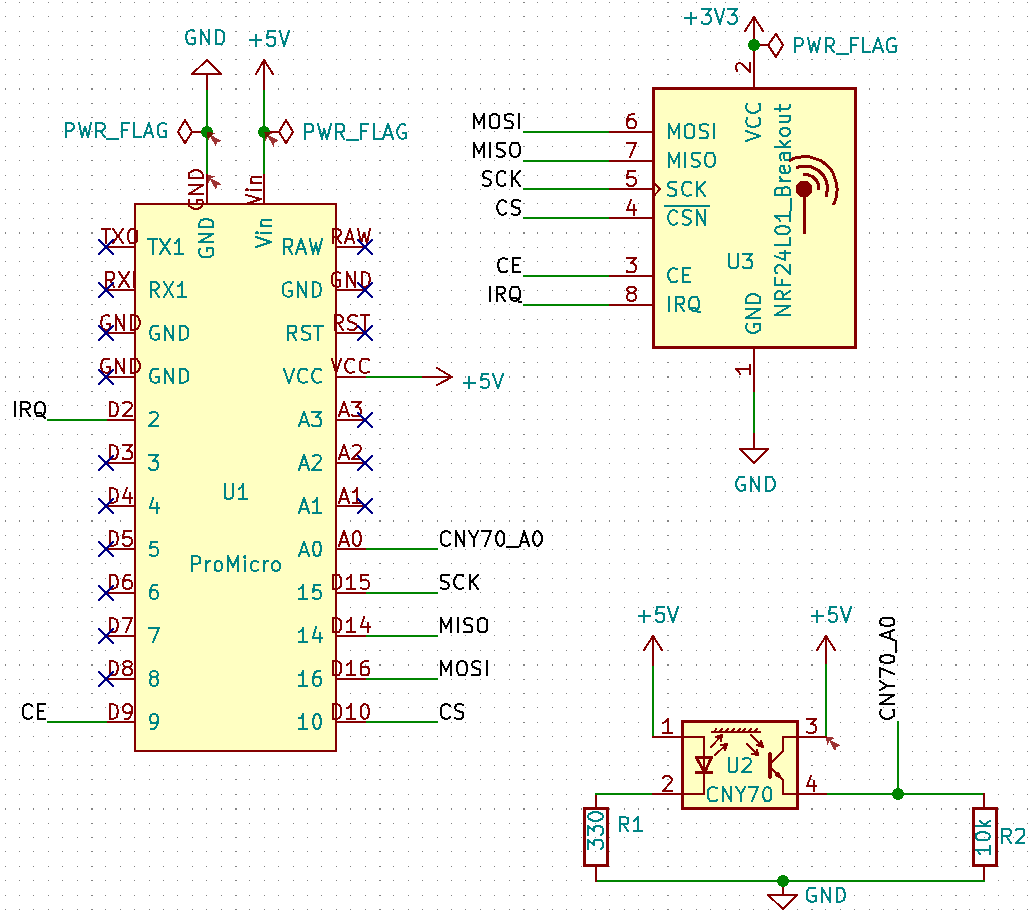 GND
+5V
PWR_FLAG
PWR_FLAG
GND
Vin
GND
Vin
TXO
TX1
RAW
RAW
RXI
RX1
GND
GND
GND
GND
RST
RST
GND
GND
VCC
VCC
+5V
IRQ
D2
2
A3
A3
D3
3
A2
A2
D4
4
U1
A1
A1
D5
5
A0
A0
CNY70_A0
ProMicro
D6
6
15
D15
SCK
D7
7
14
D14
MISO
D8
8
16
D16
MOSI
CE
D9
9
10
D10
CS
+3V3
PWR_FLAG
2
VCC
NRF24L01_Breakout
MOSI
6
MOSI
MISO
7
MISO
SCK
5
SCK
CS
4
CSN
U3
CE
3
CE
IRQ
8
IRQ
GND
1
GND
+5V
+5V
CNY70_A0
1
3
U2
2
CNY70
4
330
R1
10k
R2
GND